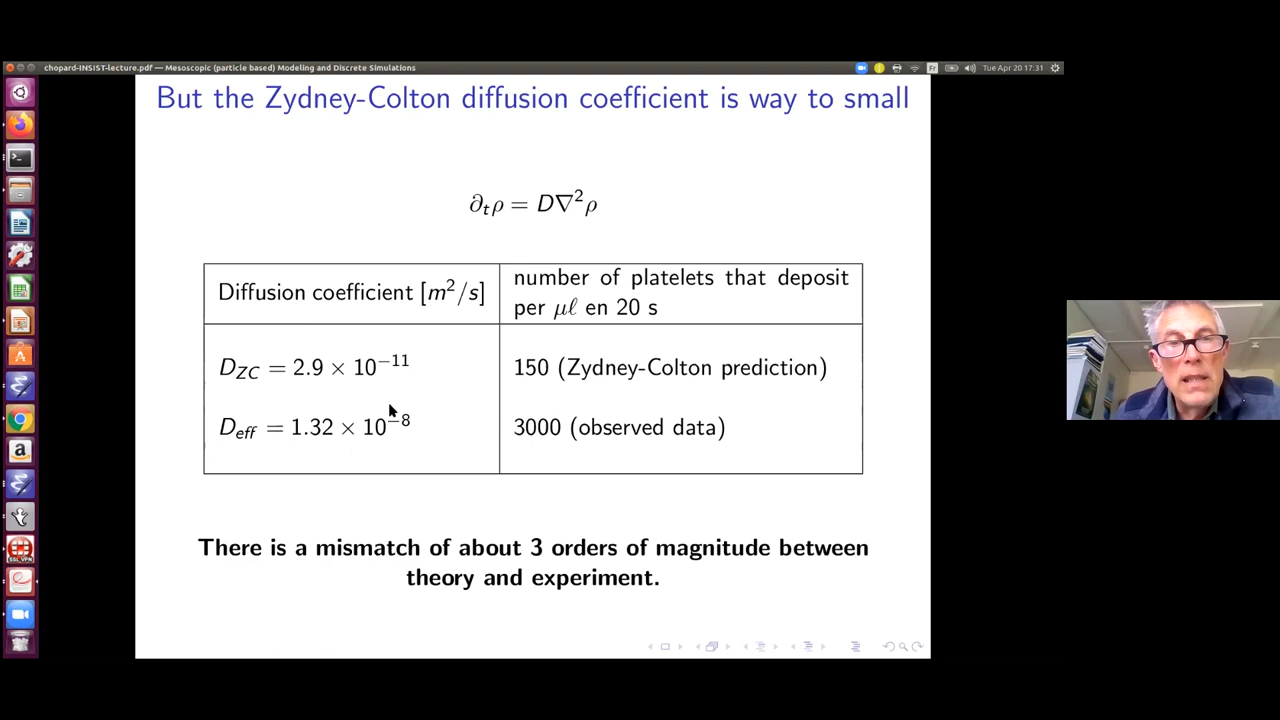 chopard-INSIST-lecture.pdf — Mesoscopic (particle based) Modeling and Discrete Simulations
Fr
Tue Apr 20 17:31
But the Zydney-Colton diffusion coefficient is way to small
∂ₜρ = D∇²ρ
Diffusion coefficient [m²/s]
number of platelets that deposit
per μℓ en 20 s
D_ZC = 2.9 × 10⁻¹¹
150 (Zydney-Colton prediction)
D_eff = 1.32 × 10⁻⁸
3000 (observed data)
There is a mismatch of about 3 orders of magnitude between
theory and experiment.
SSL VPN